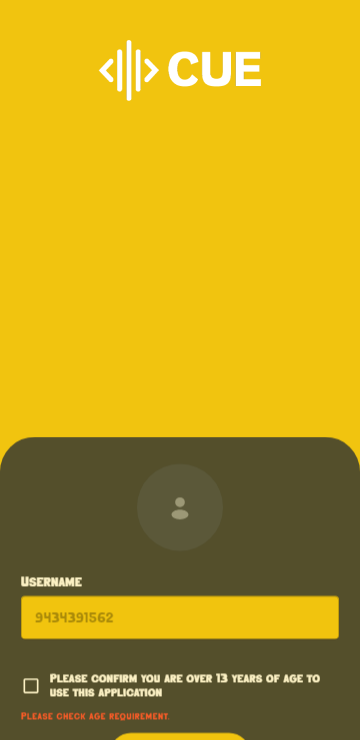 CUE
Username
9434391562
Please confirm you are over 13 years of age to
use this application
Please check age requirement.